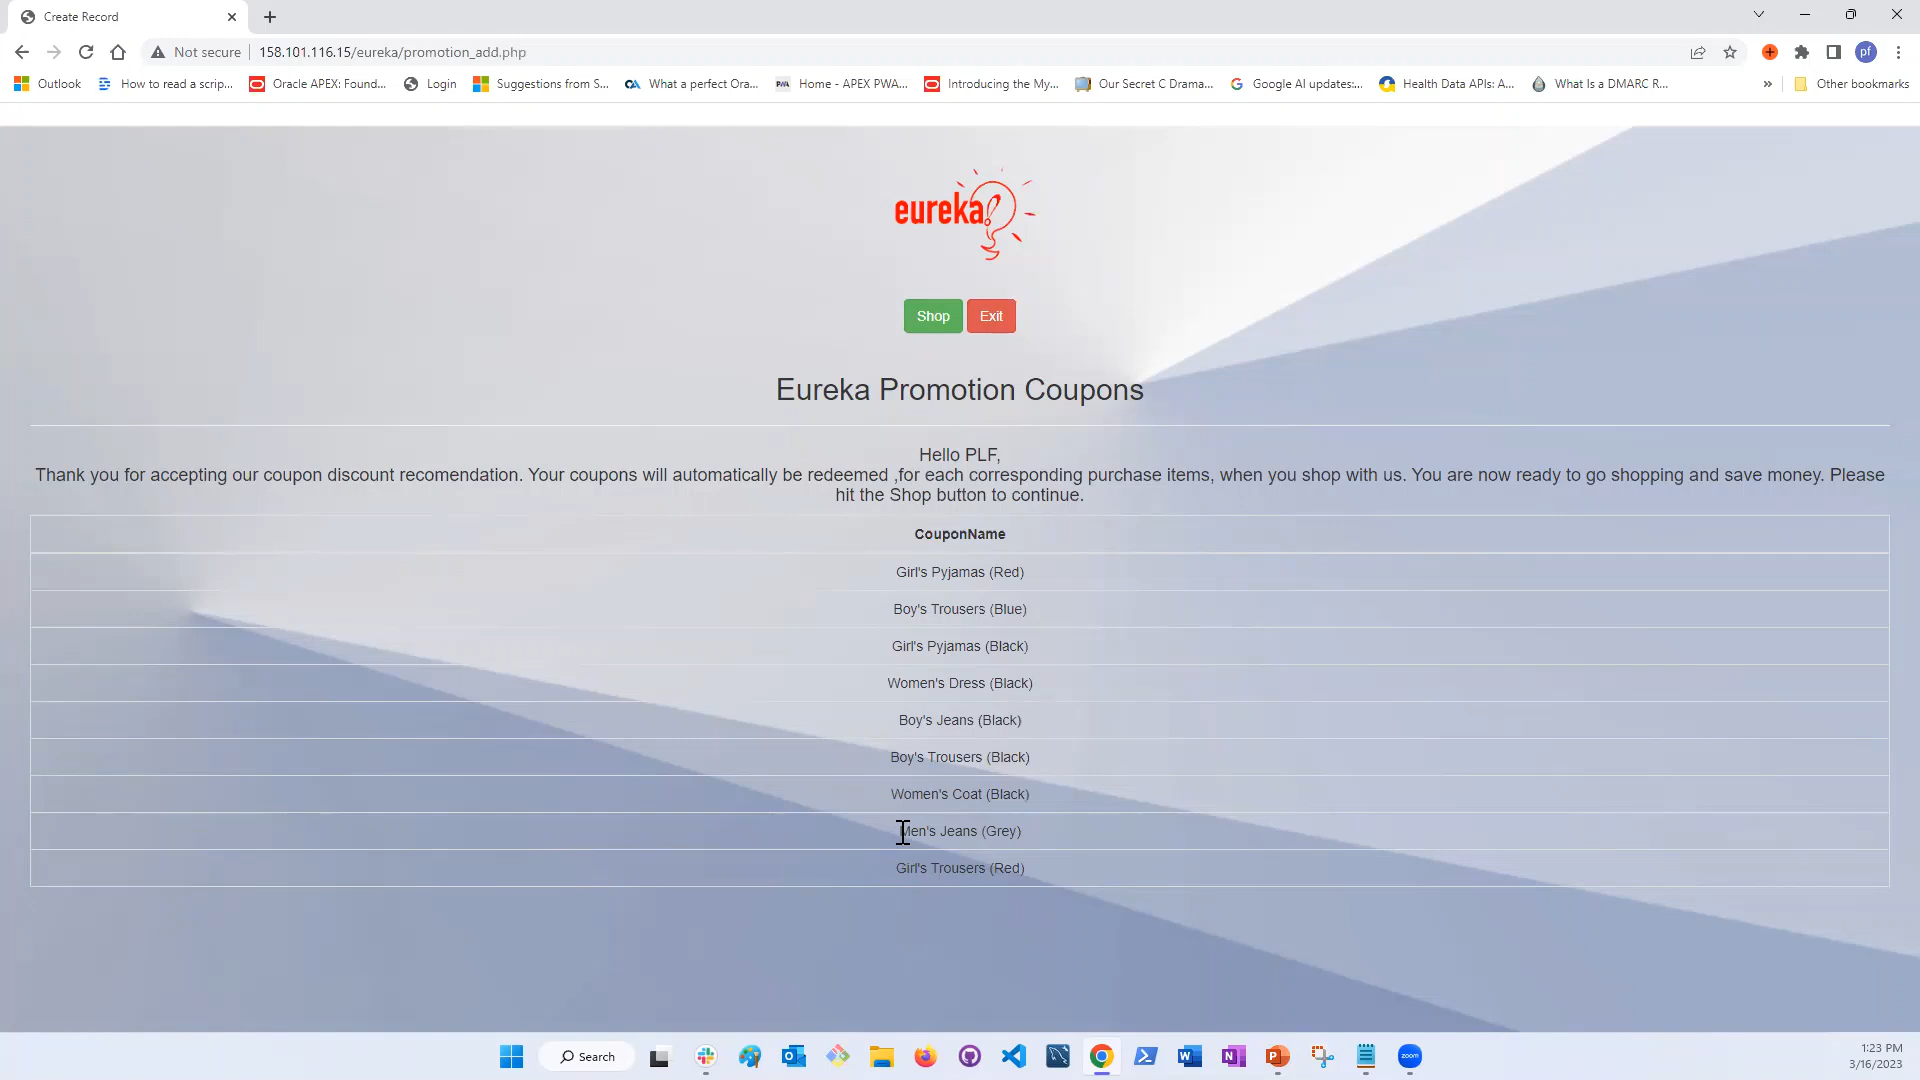 Create Record
Not secure
158.101.116.15/eureka/promotion_add.php
pf
Outlook
How to read a scrip...
Oracle APEX: Found...
Login
Suggestions from S...
What a perfect Ora...
Home - APEX PWA...
Introducing the My...
Our Secret C Drama...
Google AI updates:...
Health Data APIs: A...
What Is a DMARC R...
»
Other bookmarks
eureka!
Shop
Exit
Eureka Promotion Coupons
Hello PLF,
Thank you for accepting our coupon discount recomendation. Your coupons will automatically be redeemed ,for each corresponding purchase items, when you shop with us. You are now ready to go shopping and save money. Please
hit the Shop button to continue.
CouponName
Girl's Pyjamas (Red)
Boy's Trousers (Blue)
Girl's Pyjamas (Black)
Women's Dress (Black)
Boy's Jeans (Black)
Boy's Trousers (Black)
Women's Coat (Black)
Men's Jeans (Grey)
Girl's Trousers (Red)
Search
zoom
1:23 PM
3/16/2023